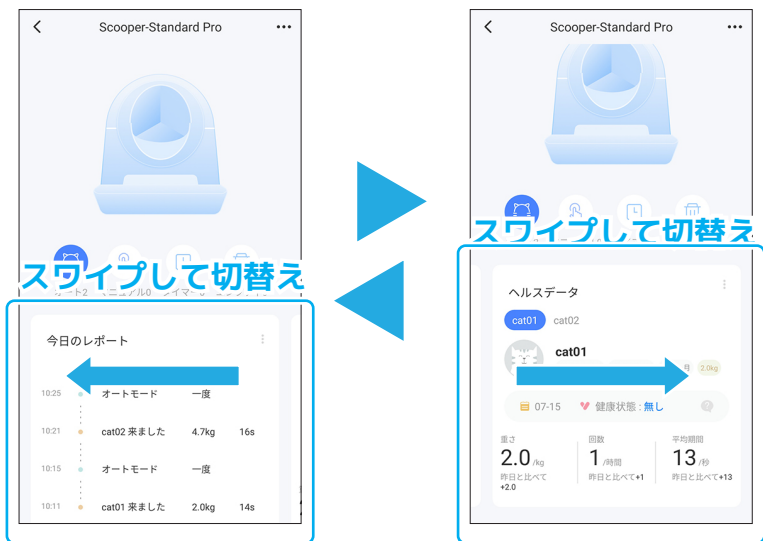 Scooper-Standard Pro
スワイプして切替え
今日のレポート
10:25 オートモード 一度
10:21 cat02 来ました 4.7kg 16s
10:15 オートモード 一度
10:11 cat01 来ました 2.0kg 14s
Scooper-Standard Pro
スワイプして切替え
ヘルスデータ
cat01 cat02
cat01
月 2.0kg
07-15 健康状態 : 無し
重さ 回数 平均期間
2.0 /kg 1 /時間 13 /秒
昨日と比べて 昨日と比べて+1 昨日と比べて+13
+2.0